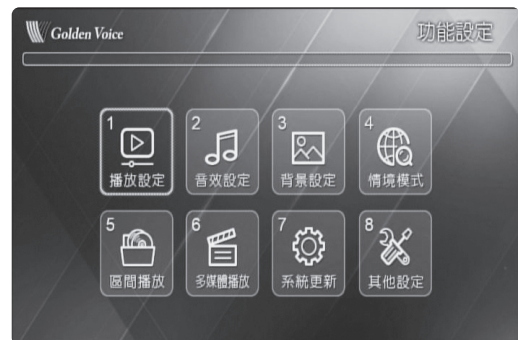 Golden Voice
功能設定
1
播放設定
2
音效設定
3
背景設定
4
情境模式
5
區間播放
6
多媒體播放
7
系統更新
8
其他設定